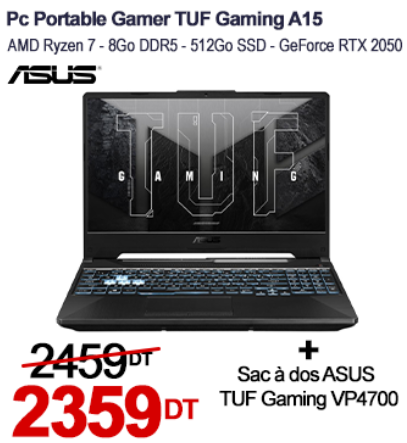 Pc Portable Gamer TUF Gaming A15
AMD Ryzen 7 - 8Go DDR5 - 512Go SSD - GeForce RTX 2050
ASUS
TUF
GAMING
ASUS
2459DT
2359DT
+
Sac à dos ASUS
TUF Gaming VP4700